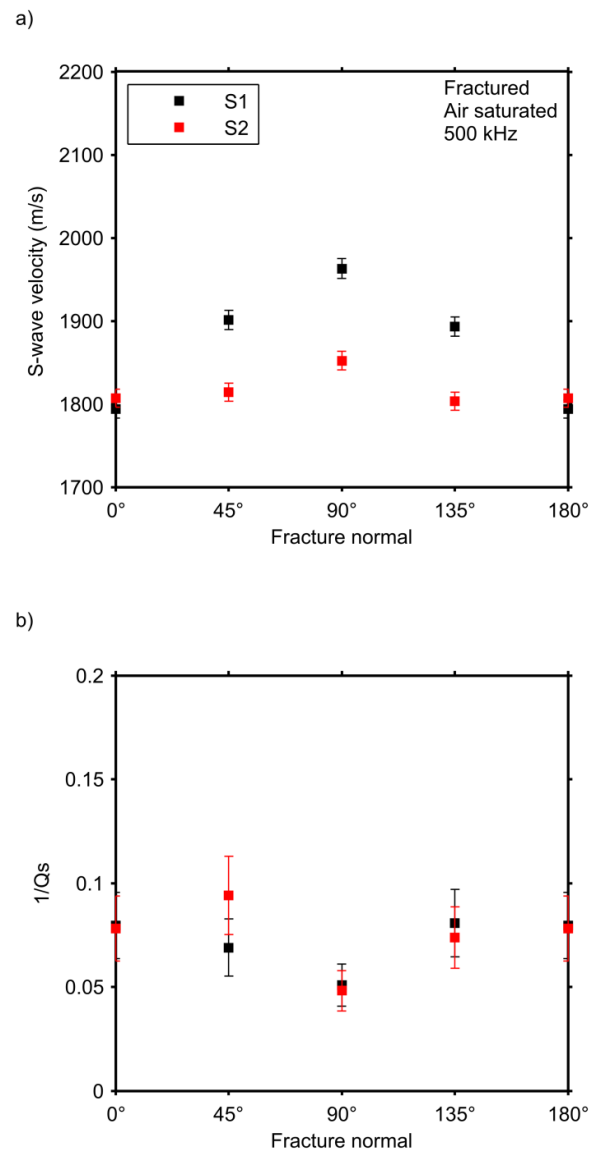 a)
2200
2100
2000
1900
1800
1700
S-wave velocity (m/s)
S1
S2
Fractured
Air saturated
500 kHz
0° 45° 90° 135° 180°
Fracture normal
b)
0.2
0.15
0.1
0.05
0
1/Qs
0° 45° 90° 135° 180°
Fracture normal